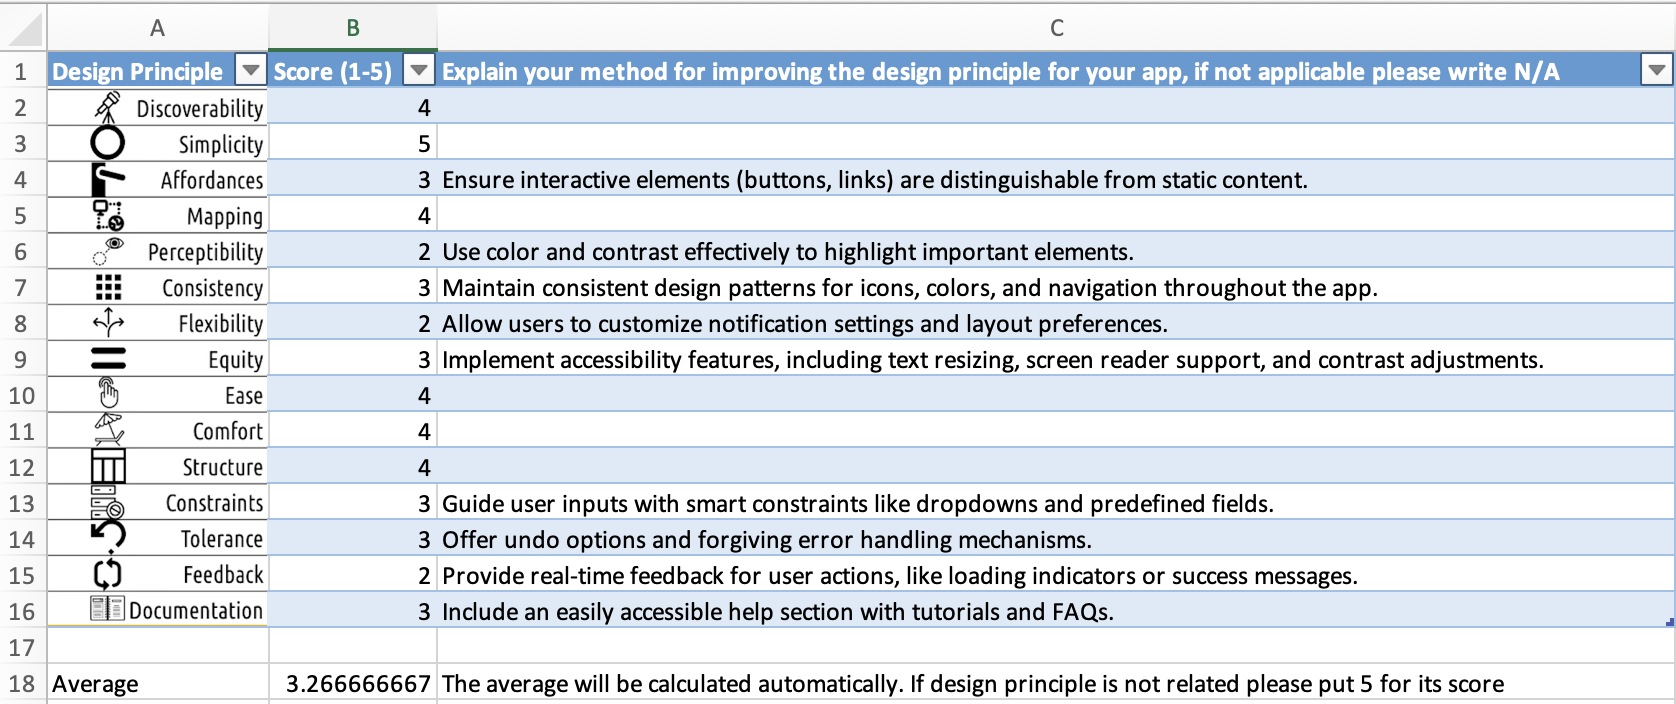 A B C
1 Design Principle Score (1-5) Explain your method for improving the design principle for your app, if not applicable please write N/A
2 Discoverability 4
3 Simplicity 5
4 Affordances 3 Ensure interactive elements (buttons, links) are distinguishable from static content.
5 Mapping 4
6 Perceptibility 2 Use color and contrast effectively to highlight important elements.
7 Consistency 3 Maintain consistent design patterns for icons, colors, and navigation throughout the app.
8 Flexibility 2 Allow users to customize notification settings and layout preferences.
9 Equity 3 Implement accessibility features, including text resizing, screen reader support, and contrast adjustments.
10 Ease 4
11 Comfort 4
12 Structure 4
13 Constraints 3 Guide user inputs with smart constraints like dropdowns and predefined fields.
14 Tolerance 3 Offer undo options and forgiving error handling mechanisms.
15 Feedback 2 Provide real-time feedback for user actions, like loading indicators or success messages.
16 Documentation 3 Include an easily accessible help section with tutorials and FAQs.
17
18 Average 3.266666667 The average will be calculated automatically. If design principle is not related please put 5 for its score